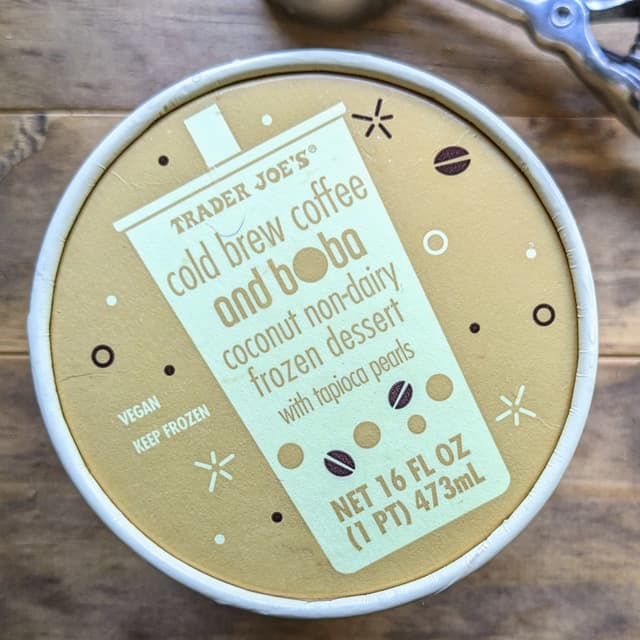 TRADER JOE'S®
cold brew coffee
and boba
coconut non-dairy
frozen dessert
with tapioca pearls
NET 16 FL OZ
(1 PT) 473mL
VEGAN
KEEP FROZEN